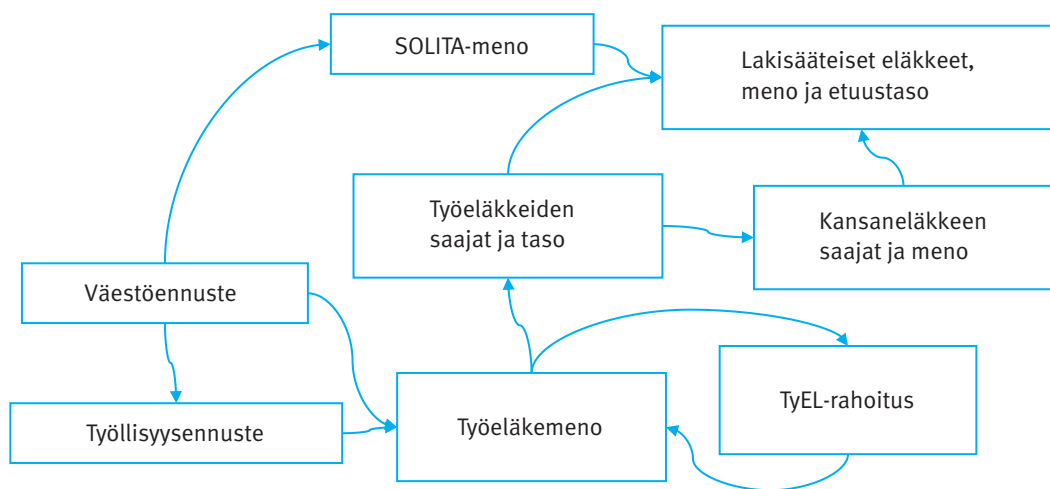 SOLITA-meno
Lakisääteiset eläkkeet,
meno ja etuustaso
Työeläkkeiden
saajat ja taso
Kansaneläkkeen
saajat ja meno
Väestöennuste
TyEL-rahoitus
Työllisyysennuste
Työeläkemeno